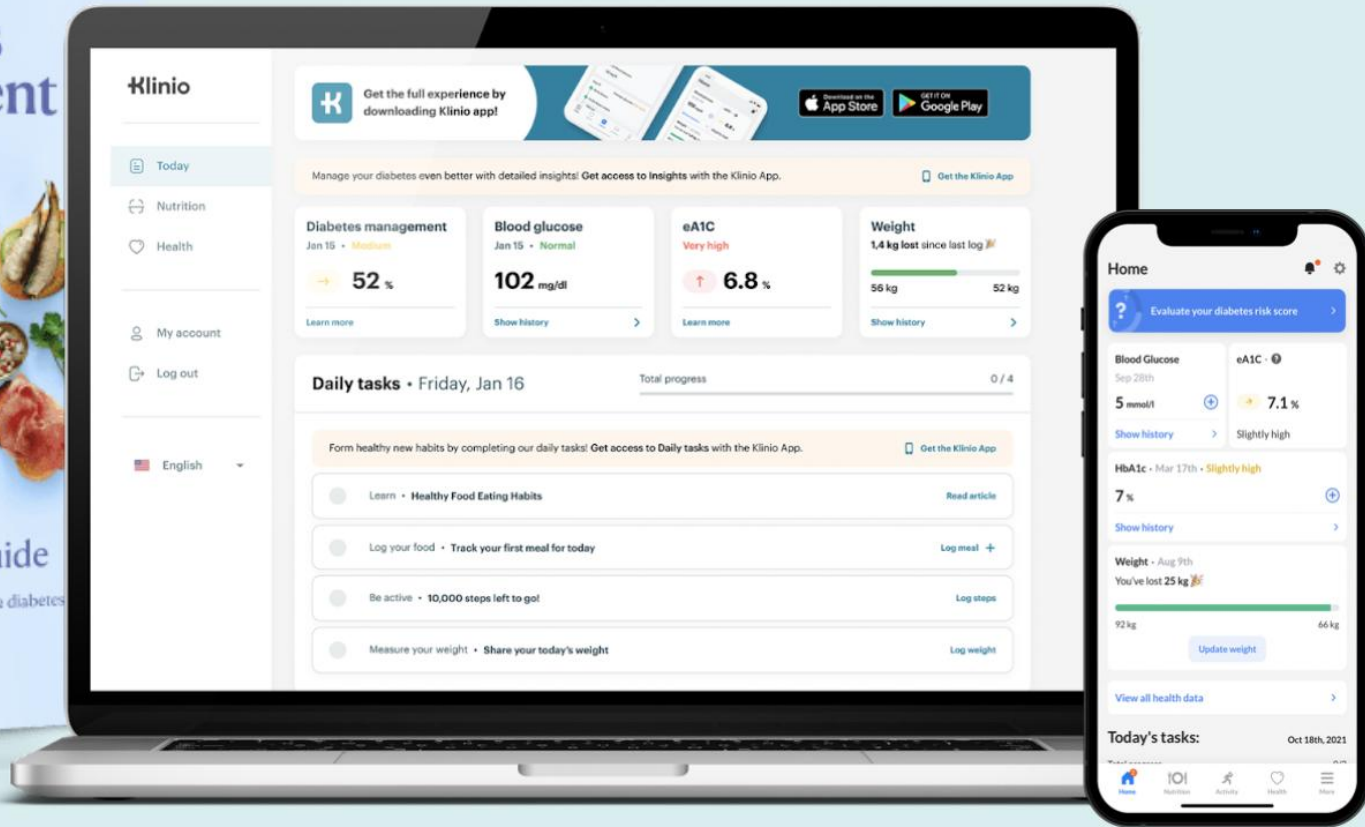 ent
uide
diabetes
Klinio
Today
Nutrition
Health
My account
Log out
English
K
Get the full experience by
downloading Klinio app!
Download on the
App Store
GET IT ON
Google Play
Manage your diabetes even better with detailed insights! Get access to Insights with the Klinio App.
Get the Klinio App
Diabetes management
Jan 15 • Medium
52 %
Learn more
Blood glucose
Jan 15 • Normal
102 mg/dl
Show history
eA1C
Very high
6.8 %
Learn more
Weight
1,4 kg lost since last log
56 kg 52 kg
Show history
Daily tasks • Friday, Jan 16
Total progress 0 / 4
Form healthy new habits by completing our daily tasks! Get access to Daily tasks with the Klinio App.
Get the Klinio App
Learn • Healthy Food Eating Habits Read article
Log your food • Track your first meal for today Log meal +
Be active • 10,000 steps left to go! Log steps
Measure your weight • Share your today's weight Log weight
Home
? Evaluate your diabetes risk score
Blood Glucose
Sep 28th
5 mmol/l
Show history
eA1C · ?
7.1 %
Slightly high
HbA1c • Mar 17th • Slightly high
7 %
Show history
Weight • Aug 9th
You've lost 25 kg
92 kg 66 kg
Update weight
View all health data
Today's tasks: Oct 18th, 2021
Home Nutrition Activity Health More